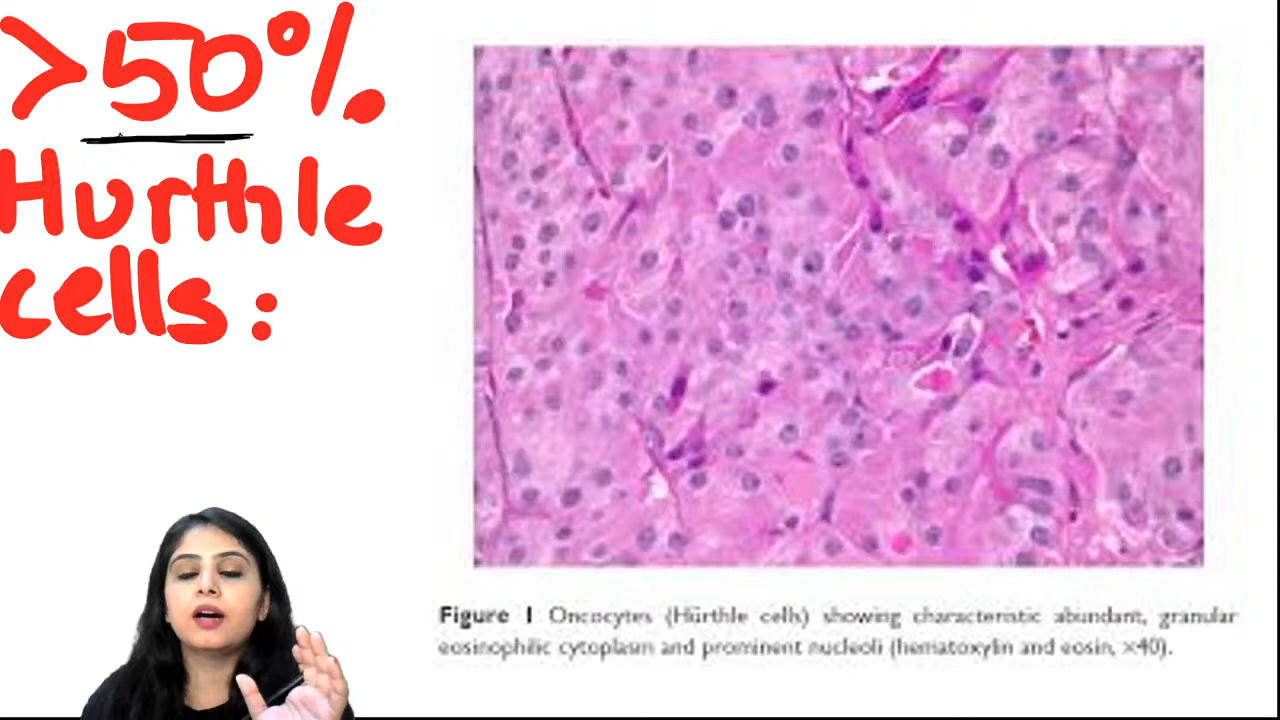 >50%.
Hurthle
cells:
Figure 1 Oncocytes (Hürthle cells) showing characteristic abundant, granular
eosinophilic cytoplasm and prominent nucleoli (hematoxylin and eosin, ×40).